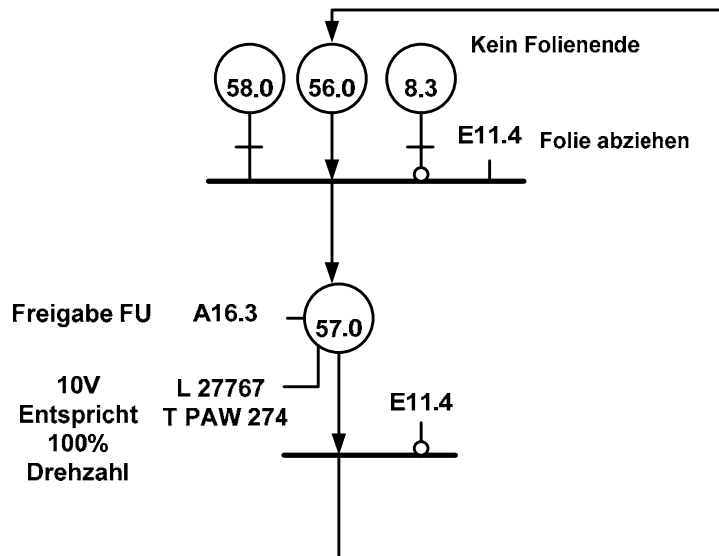 Kein Folienende
58.0
56.0
8.3
E11.4
Folie abziehen
Freigabe FU
A16.3
57.0
10V
Entspricht
100%
Drehzahl
L 27767
T PAW 274
E11.4